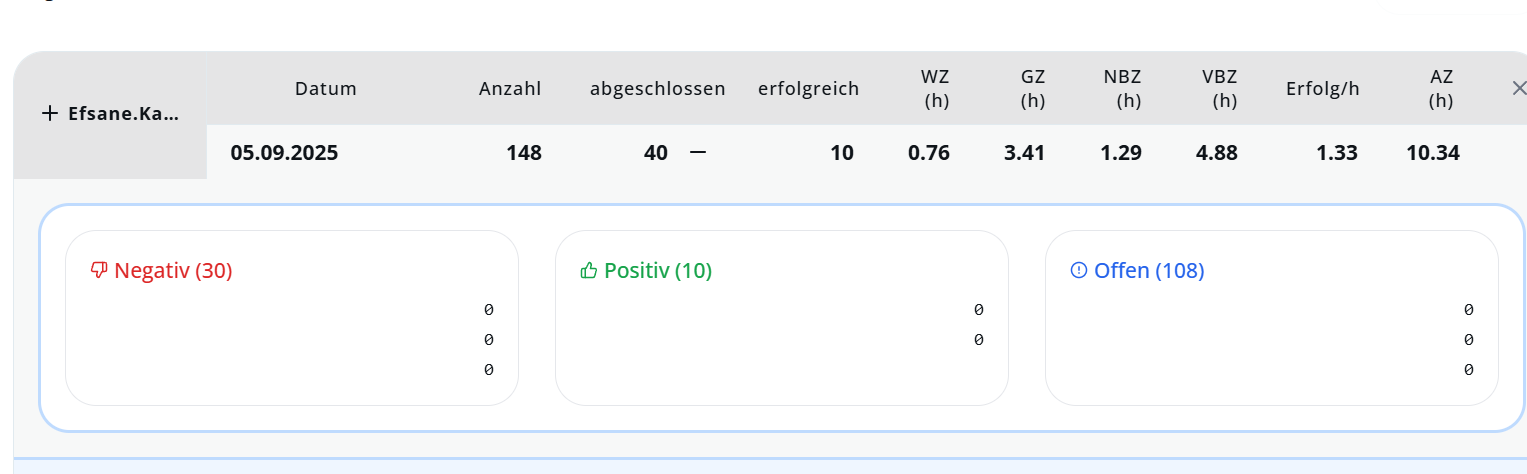 Datum Anzahl abgeschlossen erfolgreich WZ (h) GZ (h) NBZ (h) VBZ (h) Erfolg/h AZ (h)
+ Efsane.Ka...
05.09.2025 148 40 — 10 0.76 3.41 1.29 4.88 1.33 10.34
Negativ (30)
0
0
0
Positiv (10)
0
0
Offen (108)
0
0
0